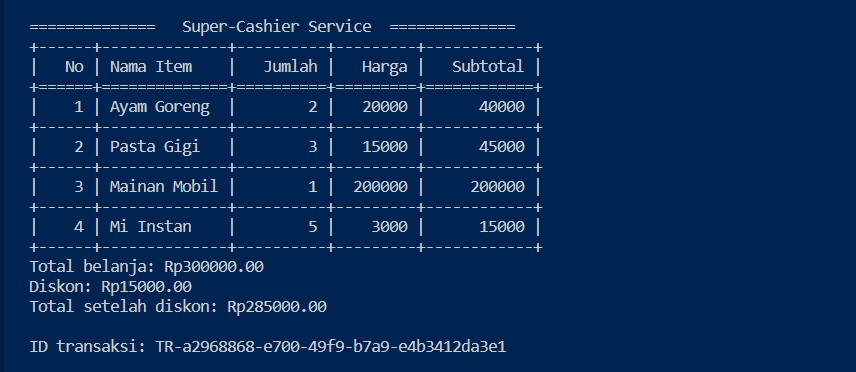 ==============   Super-Cashier Service  ==============
+------+--------------+----------+---------+------------+
|   No | Nama Item    |   Jumlah |   Harga |   Subtotal |
+======+==============+==========+=========+============+
|    1 | Ayam Goreng  |        2 |   20000 |      40000 |
+------+--------------+----------+---------+------------+
|    2 | Pasta Gigi   |        3 |   15000 |      45000 |
+------+--------------+----------+---------+------------+
|    3 | Mainan Mobil |        1 |  200000 |     200000 |
+------+--------------+----------+---------+------------+
|    4 | Mi Instan    |        5 |    3000 |      15000 |
+------+--------------+----------+---------+------------+
Total belanja: Rp300000.00
Diskon: Rp15000.00
Total setelah diskon: Rp285000.00

ID transaksi: TR-a2968868-e700-49f9-b7a9-e4b3412da3e1